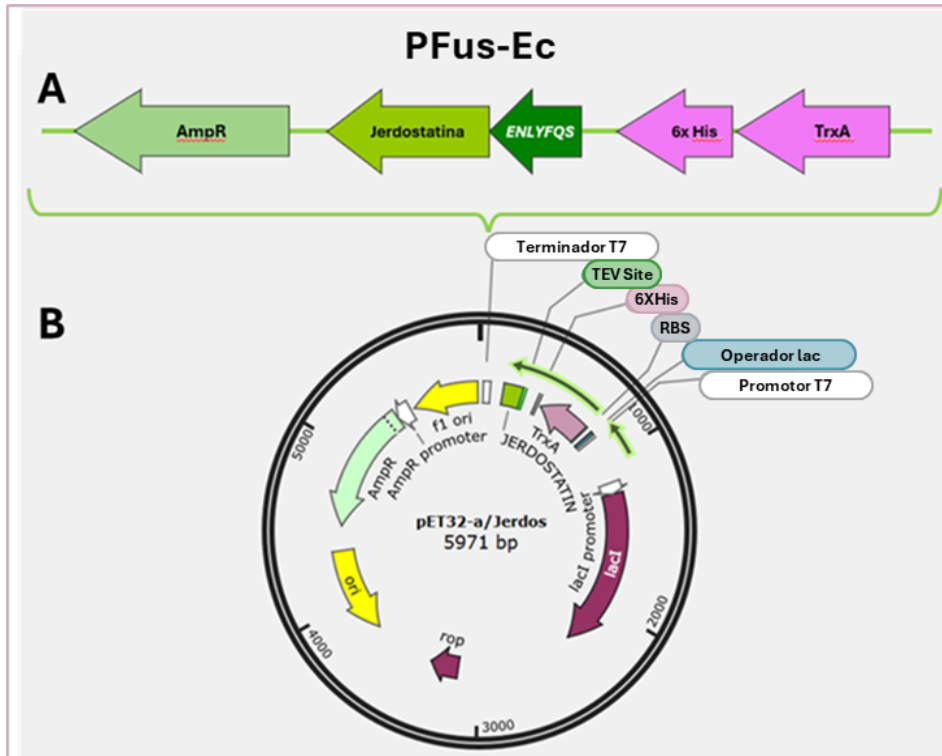 PFus-Ec
A
AmpR
Jerdostatina
ENLYFQS
6x His
TrxA
B
Terminador T7
TEV Site
6XHis
RBS
Operador lac
Promotor T7
1000
2000
3000
4000
5000
f1 ori
AmpR promoter
AmpR
TrxA
JERDOSTATIN
lacI promoter
lacI
pET32-a/Jerdos
5971 bp
ori
rop